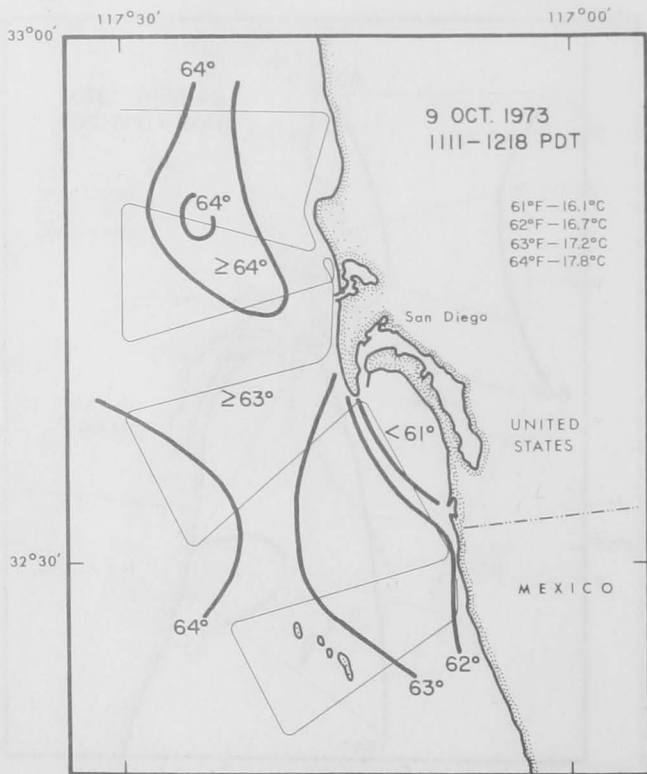 117°30′
117°00′
33°00′
64°
9 OCT. 1973
1111–1218 PDT
64°
61°F – 16.1°C
62°F – 16.7°C
63°F – 17.2°C
64°F – 17.8°C
≥64°
San Diego
≥63°
<61°
UNITED
STATES
32°30′
MEXICO
64°
63°
62°